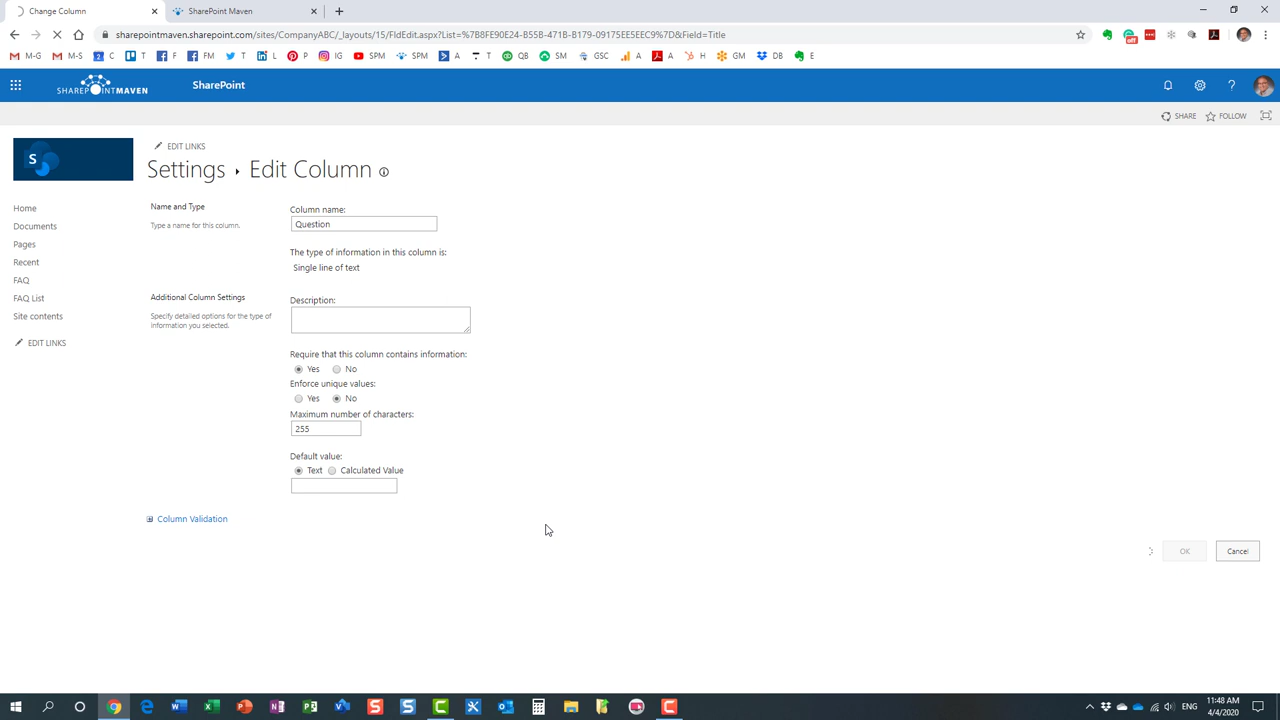 Change Column
SharePoint Maven
sharepointmaven.com/sites/CompanyABC/_layouts/15/FldEdit.aspx?List=%7B8FE90E24-B55B-471B-B179-09175EE5EEC9%7D&Field=Title
M-G M-S C T F FM T L P IG SPM SPM A T QB SM GSC A A H GM DB E
SHAREPOINTMAVEN SharePoint
SHARE FOLLOW
EDIT LINKS
Settings Edit Column
Home
Documents
Pages
Recent
FAQ
FAQ List
Site contents
EDIT LINKS
Name and Type
Type a name for this column.
Column name:
Question
The type of information in this column is:
Single line of text
Additional Column Settings
Specify detailed options for the type of
information you selected.
Description:
Require that this column contains information:
Yes No
Enforce unique values:
Yes No
Maximum number of characters:
255
Default value:
Text Calculated Value
Column Validation
OK Cancel
ENG
11:48 AM
4/4/2020